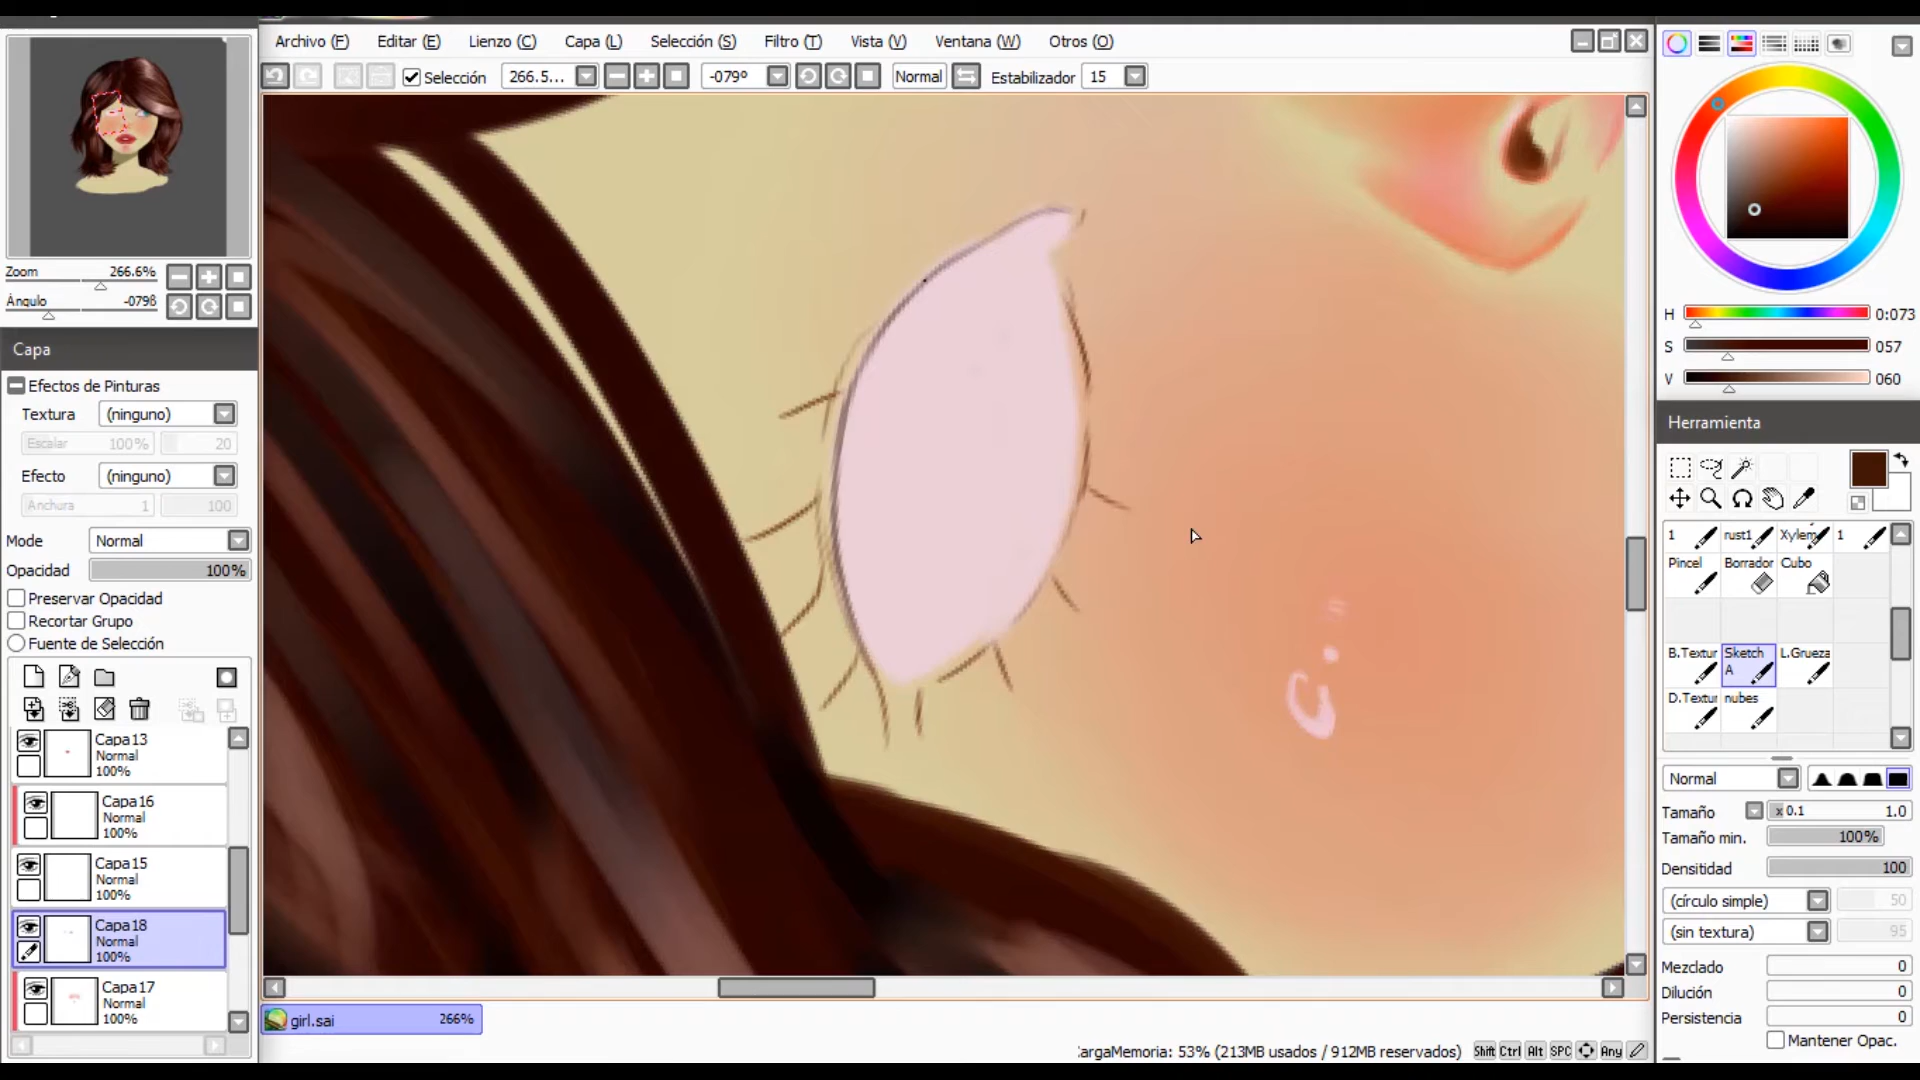 Archivo (F) Editar (E) Lienzo (C) Capa (L) Selección (S) Filtro (T) Vista (V) Ventana (W) Otros (O)
Selección 266.5... -079º Normal Estabilizador 15
Zoom 266.6%
Ángulo -079ß
Capa
Efectos de Pinturas
Textura (ninguno)
Escalar 100% 20
Efecto (ninguno)
Anchura 1 100
Mode Normal
Opacidad 100%
Preservar Opacidad
Recortar Grupo
Fuente de Selección
Capa13
Normal
100%
Capa16
Normal
100%
Capa15
Normal
100%
Capa18
Normal
100%
Capa17
Normal
100%
girl.sai 266%
:argaMemoria: 53% (213MB usados / 912MB reservados) Shift Ctrl Alt SPC Any
H 0:073
S 057
V 060
Herramienta
1 rust1 Xylem 1
Pincel Borrador Cubo
B.Textur Sketch A L.Grueza
D.Textur nubes
Normal
Tamaño x 0.1 1.0
Tamaño min. 100%
Densitidad 100
(círculo simple) 50
(sin textura) 95
Mezclado 0
Dilución 0
Persistencia 0
Mantener Opac.